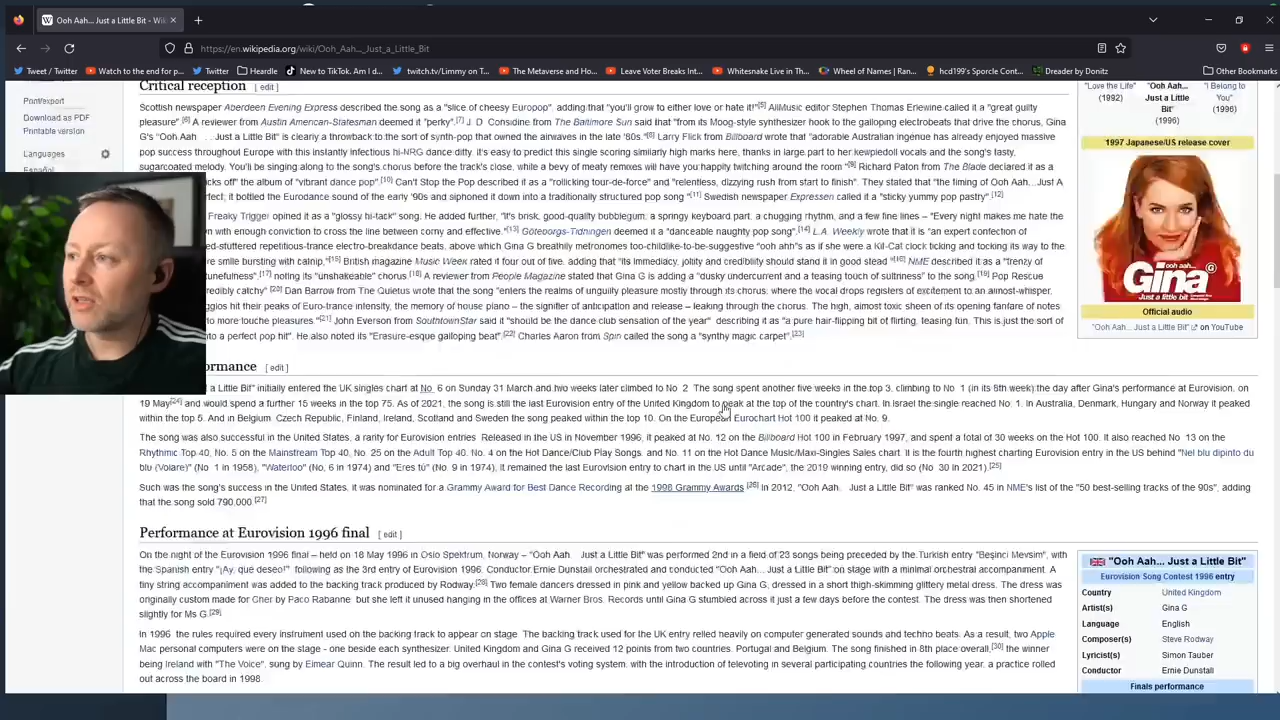 Ooh Aah... Just a Little Bit - Wiki
https://en.wikipedia.org/wiki/Ooh_Aah..._Just_a_Little_Bit
Tweet / Twitter
Watch to the end for p...
Twitter
Heardle
New to TikTok. Am I d...
twitch.tv/Limmy on T...
The Metaverse and Ho...
Leave Voter Breaks Int...
Whitesnake Live in Th...
Wheel of Names | Ran...
hcd199's Sporcle Cont...
Dreader by Donitz
Other Bookmarks
Print/export
Download as PDF
Printable version
Languages
Español
Critical reception [ edit ]
Scottish newspaper Aberdeen Evening Express described the song as a "slice of cheesy Europop", adding that "you'll grow to either love or hate it!"[5] AllMusic editor Stephen Thomas Erlewine called it a "great guilty
pleasure".[6] A reviewer from Austin American-Statesman deemed it "perky".[7] J.D. Considine from The Baltimore Sun said that "from its Moog-style synthesizer hook to the galloping electrobeats that drive the chorus, Gina
G's "Ooh Aah... Just a Little Bit" is clearly a throwback to the sort of synth-pop that owned the airwaves in the late '80s."[8] Larry Flick from Billboard wrote that "adorable Australian ingenue has already enjoyed massive
pop success throughout Europe with this instantly infectious hi-NRG dance ditty. It's easy to predict this single scoring similarly high marks here, thanks in large part to her kewpiedoll vocals and the song's tasty,
sugarcoated melody. You'll be singing along to the song's chorus before the track's close, while a bevy of meaty remixes will have you happily twitching around the room"[9] Richard Paton from The Blade declared it as a
acks off" the album of "vibrant dance pop".[10] Can't Stop the Pop described it as a "rollicking tour-de-force" and "relentless, dizzying rush from start to finish". They stated that "the timing of Ooh Aah...Just A
it bottled the Eurodance sound of the early '90s and siphoned it down into a traditionally structured pop song"[11] Swedish newspaper Expressen called it a "sticky yummy pop pastry".[12]
Freaky Trigger opined it as a "glossy hi-tack" song. He added further, "It's brisk, good-quality bubblegum: a springy keyboard part, a chugging rhythm, and a few fine lines – "Every night makes me hate the
with enough conviction to cross the line between corny and effective."[13] Göteborgs-Tidningen deemed it a "danceable naughty pop song".[14] L.A. Weekly wrote that it is "an expert confection of
-stuttered repetitious-trance electro-breakdance beats, above which Gina G breathily metronomes too-childlike-to-be-suggestive "ooh ahh"s as if she were a Kit-Cat clock ticking and tocking its way to the
smile bursting with catnip."[15] British magazine Music Week rated it four out of five, adding that "its immediacy, jollity and credibility should stand it in good stead"[16] NME described it as a "frenzy of
tunefulness"[17] noting its "unshakeable" chorus.[18] A reviewer from People Magazine stated that Gina G is adding a "dusky undercurrent and a teasing touch of sultriness" to the song.[19] Pop Rescue
redibly catchy".[20] Dan Barrow from The Quietus wrote that the song "enters the realms of ungainly pleasure mostly through its chorus: where the vocal drops registers of excitement to an almost-whisper,
ggios hit their peaks of Euro-trance intensity, the memory of house piano – the signifier of anticipation and release – leaking through the chorus. The high, almost toxic sheen of its opening fanfare of notes
to more touche pleasures."[21] John Everson from SouthtownStar said it "should be the dance club sensation of the year" describing it as "a pure hair-flipping bit of flirting, teasing fun. This is just the sort of
into a perfect pop hit". He also noted its "Erasure-esque galloping beat".[22] Charles Aaron from Spin called the song a "synthy magic carpet".[23]
ormance [ edit ]
a Little Bit" initially entered the UK singles chart at No. 6 on Sunday 31 March and two weeks later climbed to No. 2. The song spent another five weeks in the top 3, climbing to No. 1 (in its 8th week) the day after Gina's performance at Eurovision, on
19 May[24] and would spend a further 15 weeks in the top 75. As of 2021, the song is still the last Eurovision entry of the United Kingdom to peak at the top of the country's chart. In Israel the single reached No. 1. In Australia, Denmark, Hungary and Norway it peaked
within the top 5. And in Belgium, Czech Republic, Finland, Ireland, Scotland and Sweden the song peaked within the top 10. On the European Eurochart Hot 100 it peaked at No. 9.
The song was also successful in the United States, a rarity for Eurovision entries. Released in the US in November 1996, it peaked at No. 12 on the Billboard Hot 100 in February 1997, and spent a total of 30 weeks on the Hot 100. It also reached No. 13 on the
Rhythmic Top 40, No. 5 on the Mainstream Top 40, No. 25 on the Adult Top 40, No. 4 on the Hot Dance/Club Play Songs, and No. 11 on the Hot Dance Music/Maxi-Singles Sales chart. It is the fourth highest charting Eurovision entry in the US behind "Nel blu dipinto di
blu (Volare)" (No. 1 in 1958), "Waterloo" (No. 6 in 1974) and "Eres tú" (No. 9 in 1974), it remained the last Eurovision entry to chart in the US until "Arcade", the 2019 winning entry, did so (No. 30 in 2021).[25]
Such was the song's success in the United States, it was nominated for a Grammy Award for Best Dance Recording at the 1998 Grammy Awards.[26] In 2012, "Ooh Aah... Just a Little Bit" was ranked No. 45 in NME's list of the "50 best-selling tracks of the 90s", adding
that the song sold 790.000.[27]
Performance at Eurovision 1996 final [ edit ]
On the night of the Eurovision 1996 final – held on 18 May 1996 in Oslo Spektrum, Norway – "Ooh Aah... Just a Little Bit" was performed 2nd in a field of 23 songs being preceded by the Turkish entry "Beşinci Mevsim", with
the Spanish entry "¡Ay, que deseo!" following as the 3rd entry of Eurovision 1996. Conductor Ernie Dunstall orchestrated and conducted "Ooh Aah... Just a Little Bit" on stage with a minimal orchestral accompaniment. A
tiny string accompaniment was added to the backing track produced by Rodway.[28] Two female dancers dressed in pink and yellow backed up Gina G, dressed in a short thigh-skimming glittery metal dress. The dress was
originally custom made for Cher by Paco Rabanne, but she left it unused hanging in the offices at Warner Bros. Records until Gina G stumbled across it just a few days before the contest. The dress was then shortened
slightly for Ms G.[29]
In 1996, the rules required every instrument used on the backing track to appear on stage. The backing track used for the UK entry relied heavily on computer generated sounds and techno beats. As a result, two Apple
Mac personal computers were on the stage - one beside each synthesizer. United Kingdom and Gina G received 12 points from two countries, Portugal and Belgium. The song finished in 8th place overall,[30] the winner
being Ireland with "The Voice", sung by Eimear Quinn. The result led to a big overhaul in the contest's voting system, with the introduction of televoting in several participating countries the following year, a practice rolled
out across the board in 1998.
"Love the Life"
(1992)
"Ooh Aah...
Just a Little
Bit"
(1996)
"I Belong to
You"
(1996)
1997 Japanese/US release cover
ooh aah...
Gina G
Just a little bit
Official audio
"Ooh Aah... Just a Little Bit" on YouTube
"Ooh Aah... Just a Little Bit"
Eurovision Song Contest 1996 entry
Country United Kingdom
Artist(s) Gina G
Language English
Composer(s) Steve Rodway
Lyricist(s) Simon Tauber
Conductor Ernie Dunstall
Finals performance